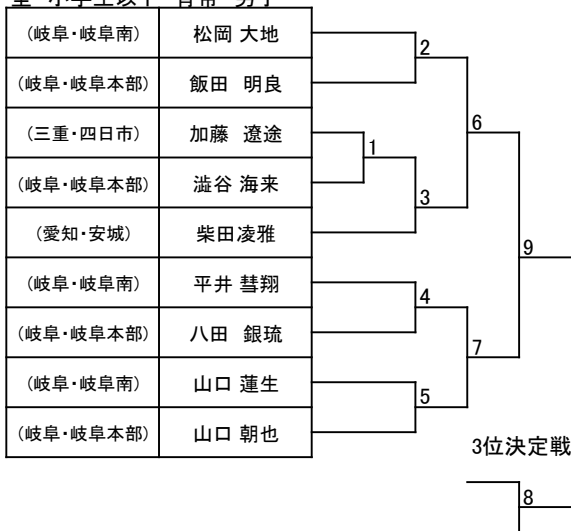 (岐阜・岐阜南) 松岡 大地
2
(岐阜・岐阜本部) 飯田 明良
(三重・四日市) 加藤 遼途
6
1
(岐阜・岐阜本部) 澁谷 海来
3
(愛知・安城) 柴田凌雅
9
(岐阜・岐阜南) 平井 彗翔
4
(岐阜・岐阜本部) 八田 銀琉
7
(岐阜・岐阜南) 山口 蓮生
5
(岐阜・岐阜本部) 山口 朝也
3位決定戦
8